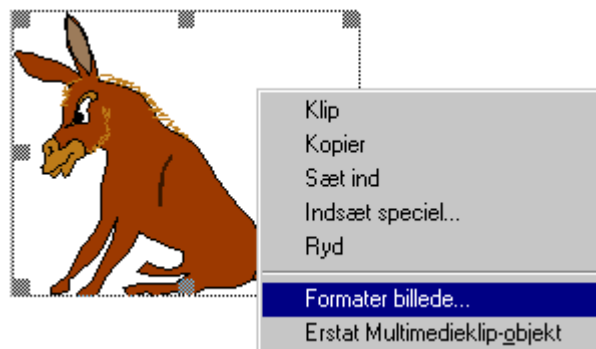 Klip
Kopier
Sæt ind
Indsæt speciel...
Ryd
Formater billede...
Erstat Multimedieklip-objekt